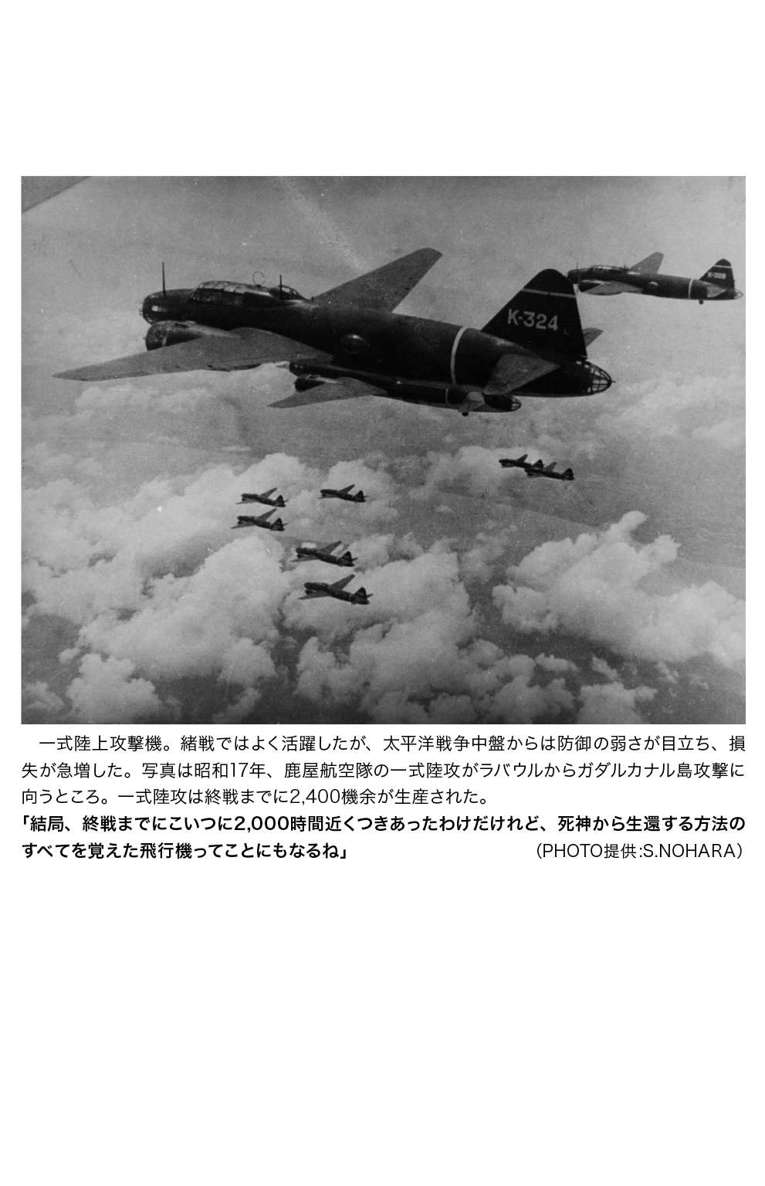 K-324
一式陸上攻撃機。緒戦ではよく活躍したが、太平洋戦争中盤からは防御の弱さが目立ち、損
失が急増した。写真は昭和17年、鹿屋航空隊の一式陸攻がラバウルからガダルカナル島攻撃に
向うところ。一式陸攻は終戦までに2,400機余が生産された。
「結局、終戦までにこいつに2,000時間近くつきあったわけだけれど、死神から生還する方法の
すべてを覚えた飛行機ってことにもなるね」 （PHOTO提供:S.NOHARA）